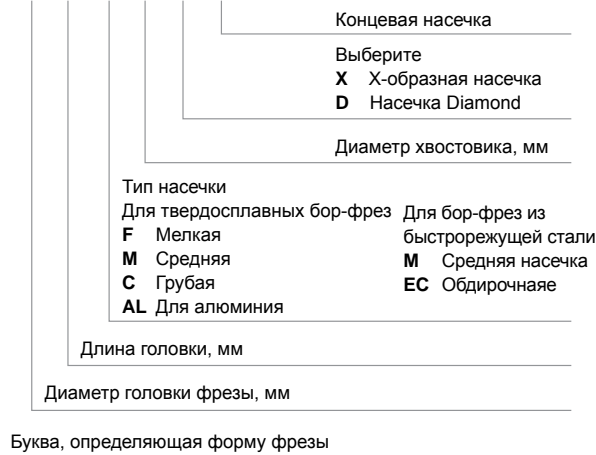 Концевая насечка
Выберите
X X-образная насечка
D Насечка Diamond
Диаметр хвостовика, мм
Тип насечки
Для твердосплавных бор-фрез
F Мелкая
M Средняя
C Грубая
AL Для алюминия
Для бор-фрез из
быстрорежущей стали
M Средняя насечка
EC Обдирочнаяе
Длина головки, мм
Диаметр головки фрезы, мм
Буква, определяющая форму фрезы